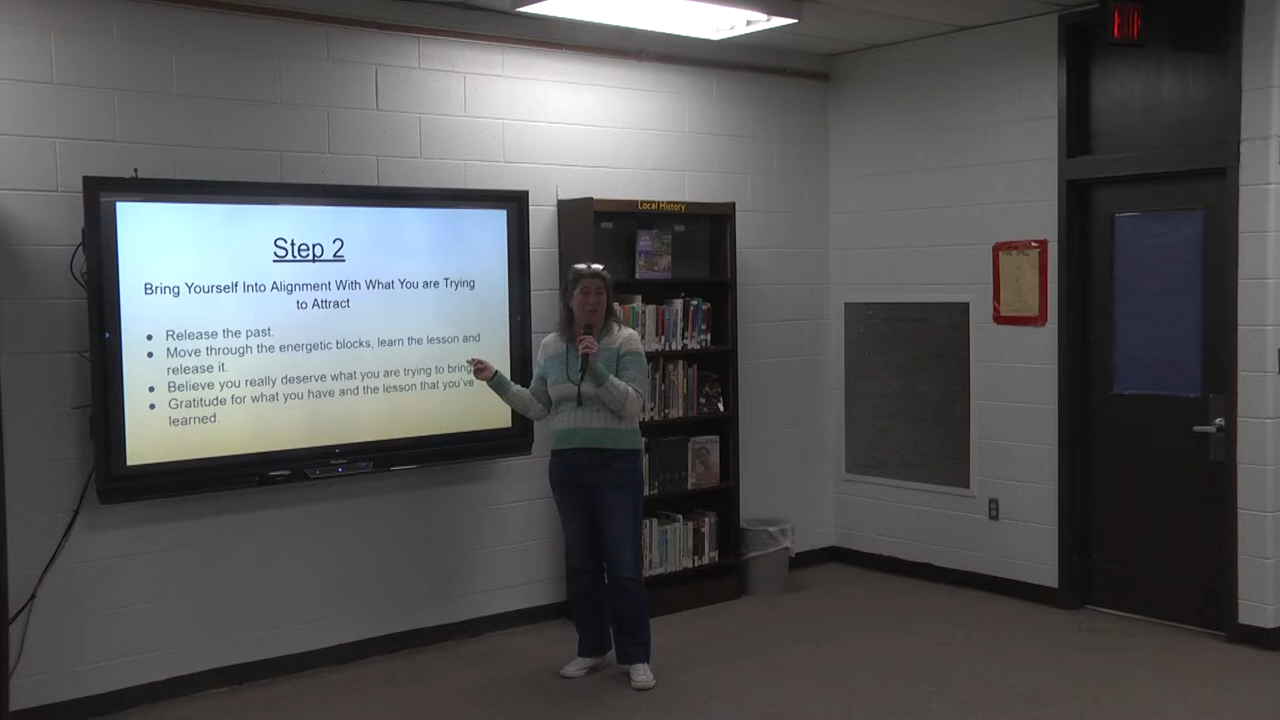 Step 2
Bring Yourself Into Alignment With What You are Trying
to Attract
● Release the past.
● Move through the energetic blocks, learn the lesson and
release it.
● Believe you really deserve what you are trying to bring
● Gratitude for what you have and the lesson that you've
learned.
Local History
EXIT